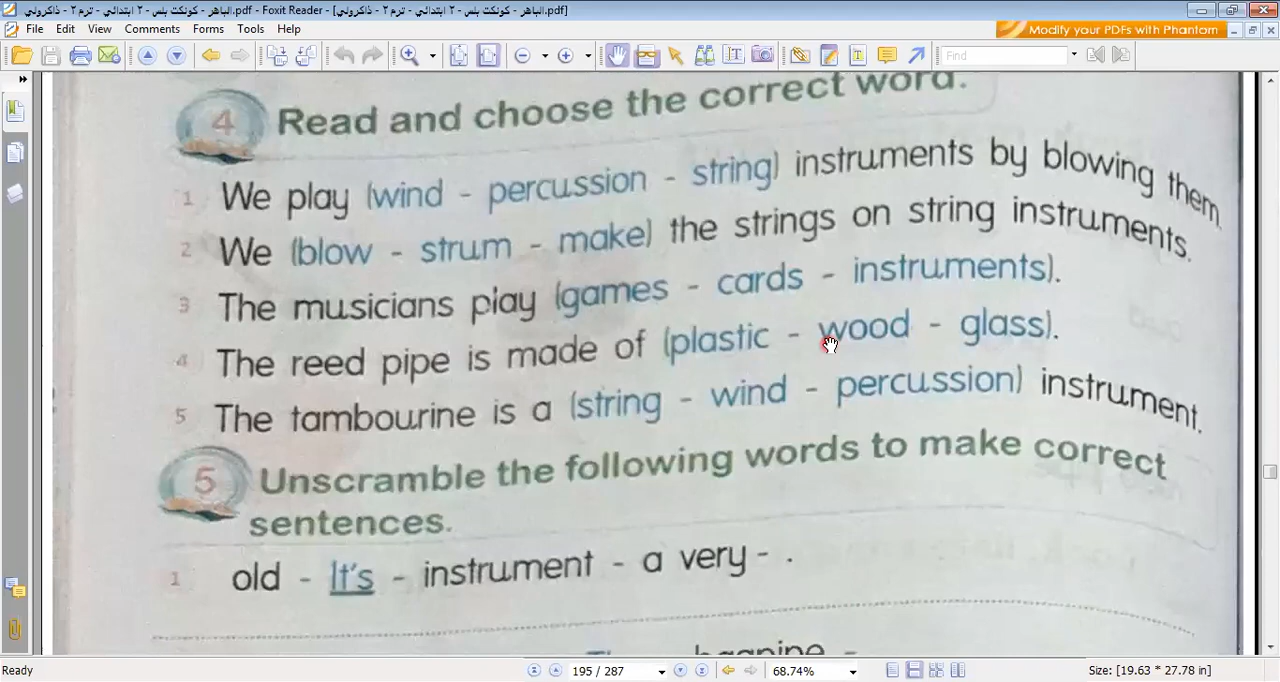 الباهر - كونكت بلس - ٢ ابتدائي - ترم ٢ - ذاكرولي.pdf - Foxit Reader - [الباهر - كونكت بلس - ٢ ابتدائي - ترم ٢ - ذاكرولي.pdf]
File Edit View Comments Forms Tools Help
Modify your PDFs with Phantom
Find
4 Read and choose the correct word.
1 We play (wind - percussion - string) instruments by blowing them.
2 We (blow - strum - make) the strings on string instruments.
3 The musicians play (games - cards - instruments).
4 The reed pipe is made of (plastic - wood - glass).
5 The tambourine is a (string - wind - percussion) instrument.
5 Unscramble the following words to make correct
sentences.
1 old - It's - instrument - a very - .
Ready 195 / 287 68.74% Size: [19.63 * 27.78 in]